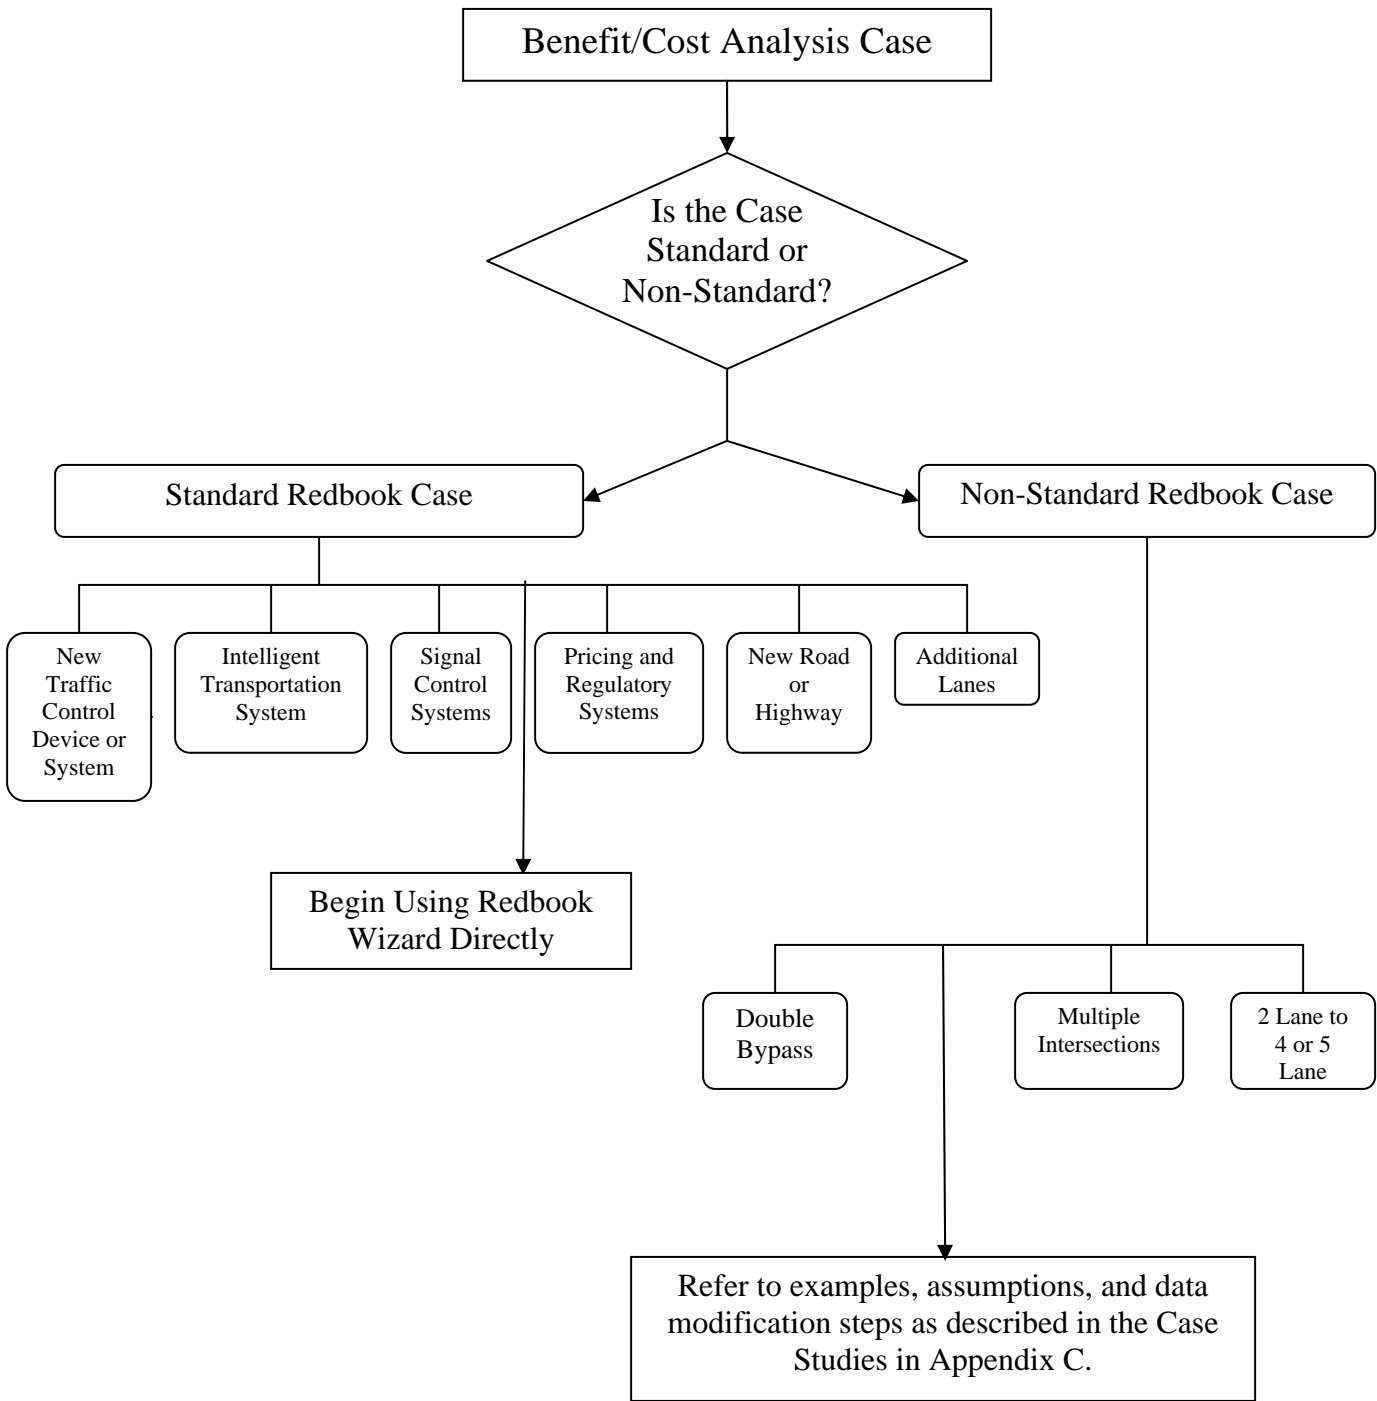 Benefit/Cost Analysis Case
Is the Case
Standard or
Non-Standard?
Standard Redbook Case
Non-Standard Redbook Case
New
Traffic
Control
Device or
System
Intelligent
Transportation
System
Signal
Control
Systems
Pricing and
Regulatory
Systems
New Road
or
Highway
Additional
Lanes
Begin Using Redbook
Wizard Directly
Double
Bypass
Multiple
Intersections
2 Lane to
4 or 5
Lane
Refer to examples, assumptions, and data
modification steps as described in the Case
Studies in Appendix C.